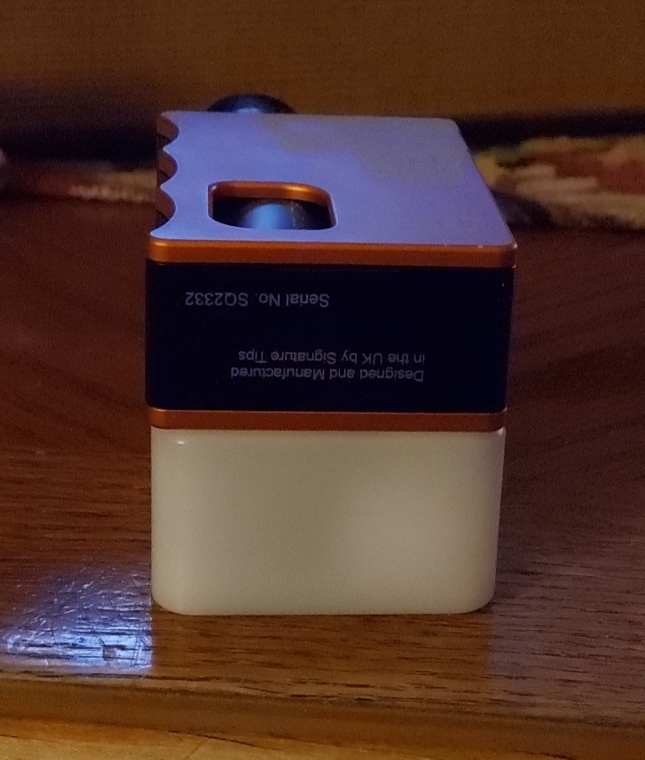 Designed and Manufactured
in the UK by Signature Tips
Serial No. SQ2332